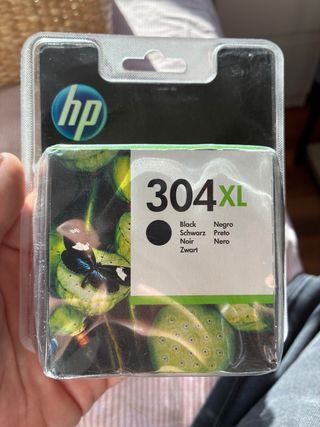 hp
304XL
Black Negro
Schwarz Preto
Noir Nero
Zwart